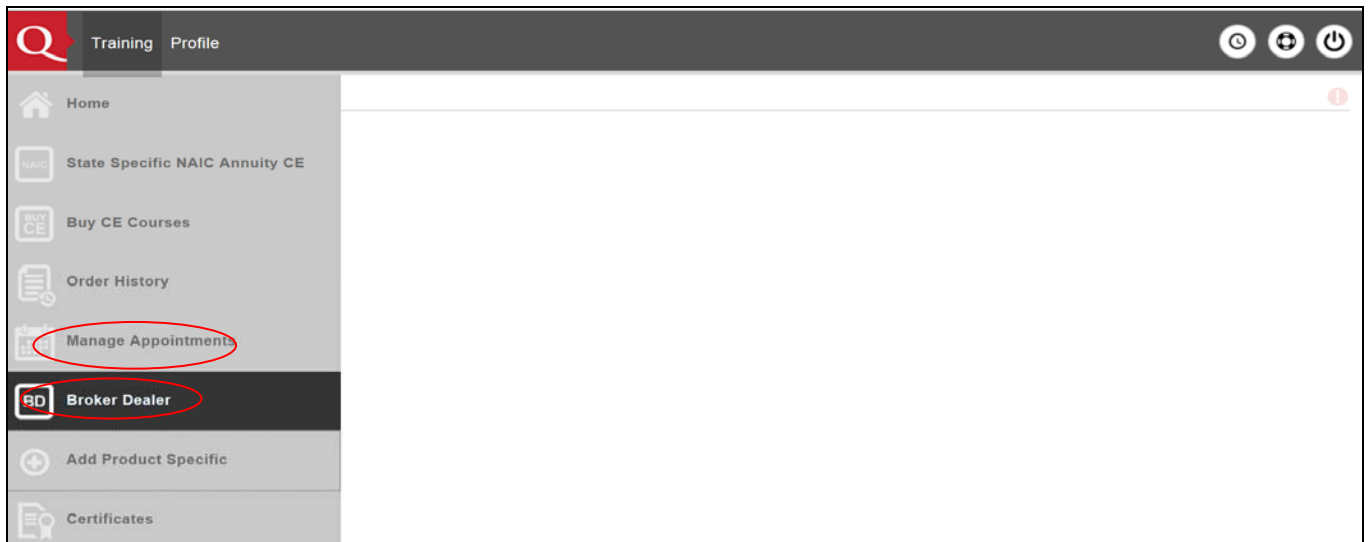 Q Training Profile
Home
NAIC State Specific NAIC Annuity CE
BUY CE Buy CE Courses
Order History
Manage Appointments
BD Broker Dealer
Add Product Specific
Certificates